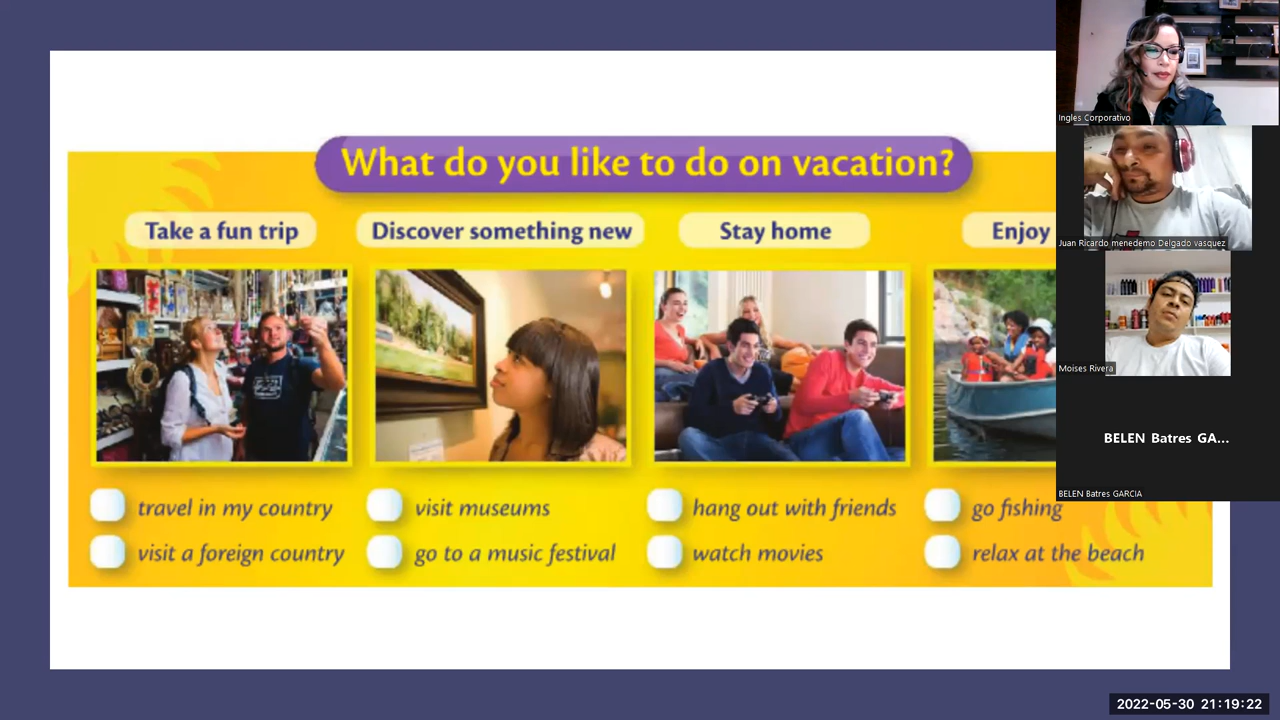 What do you like to do on vacation?
Take a fun trip
Discover something new
Stay home
Enjoy
travel in my country
visit a foreign country
visit museums
go to a music festival
hang out with friends
watch movies
go fishing
relax at the beach
Ingles Corporativo
Juan Ricardo menedemo Delgado vasquez
Moises Rivera
BELEN Batres GA...
BELEN Batres GARCIA
2022-05-30 21:19:22